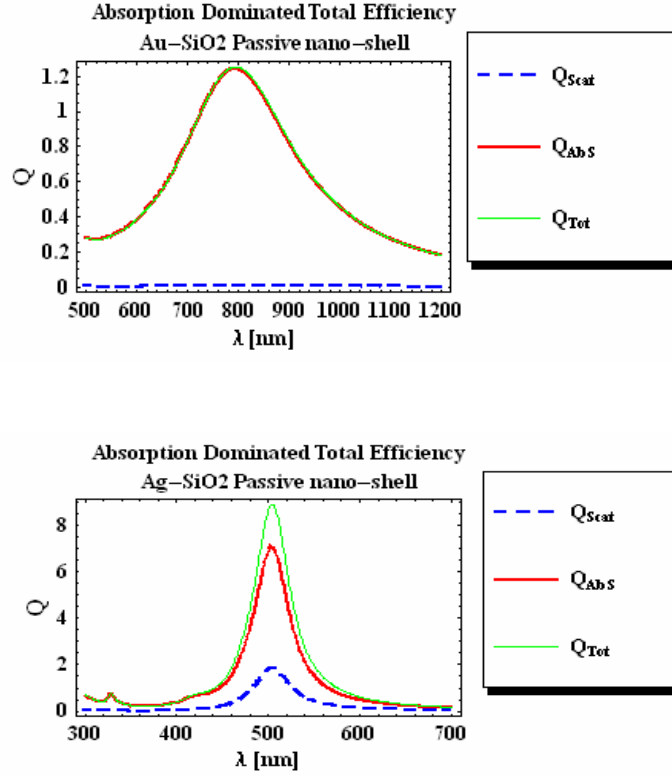 Absorption Dominated Total Efficiency
Au–SiO2 Passive nano–shell
1.2
1
0.8
0.6
0.4
0.2
0
Q
500 600 700 800 900 1000 1100 1200
λ [nm]
QScat
QAbS
QTot
Absorption Dominated Total Efficiency
Ag–SiO2 Passive nano–shell
8
6
4
2
0
Q
300 400 500 600 700
λ [nm]
QScat
QAbS
QTot